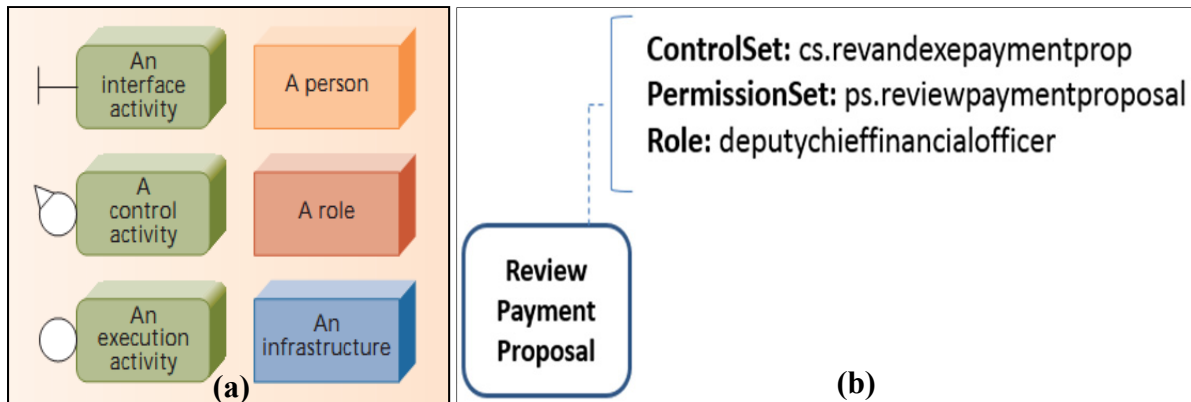 An
interface
activity
A person
A
control
activity
A role
An
execution
activity
An
infrastructure
(a)
ControlSet: cs.revandexepaymentprop
PermissionSet: ps.reviewpaymentproposal
Role: deputychieffinancialofficer
Review
Payment
Proposal
(b)